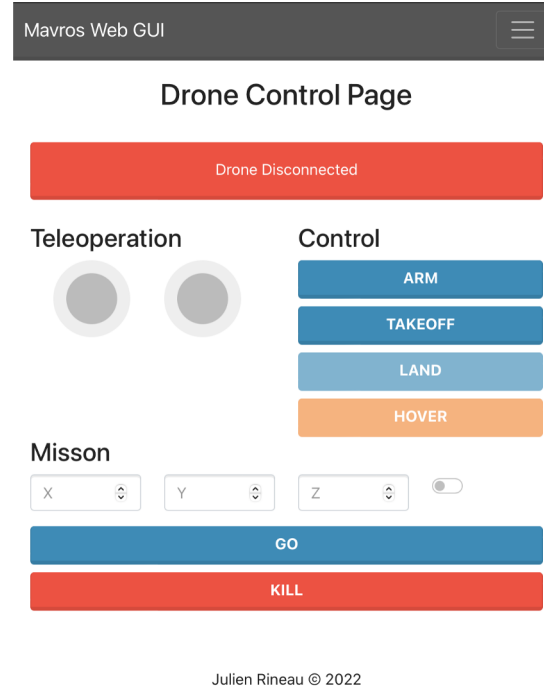 Mavros Web GUI
Drone Control Page
Drone Disconnected
Teleoperation
Control
ARM
TAKEOFF
LAND
HOVER
Misson
X
Y
Z
GO
KILL
Julien Rineau © 2022